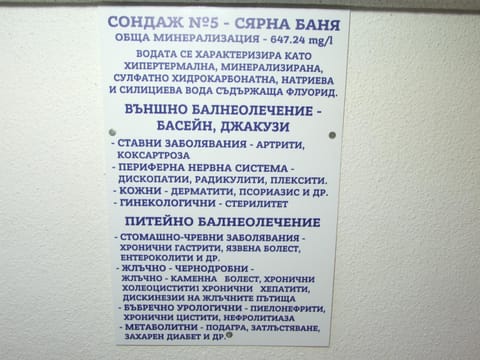 СОНДАЖ №5 - СЯРНА БАНЯ
ОБЩА МИНЕРАЛИЗАЦИЯ - 647.24 mg/l
ВОДАТА СЕ ХАРАКТЕРИЗИРА КАТО
ХИПЕРТЕРМАЛНА, МИНЕРАЛИЗИРАНА,
СУЛФАТНО ХИДРОКАРБОНАТНА, НАТРИЕВА
И СИЛИЦИЕВА ВОДА СЪДЪРЖАЩА ФЛУОРИД.
ВЪНШНО БАЛНЕОЛЕЧЕНИЕ -
БАСЕЙН, ДЖАКУЗИ
- СТАВНИ ЗАБОЛЯВАНИЯ - АРТРИТИ,
КОКСАРТРОЗА
- ПЕРИФЕРНА НЕРВНА СИСТЕМА -
ДИСКОПАТИИ, РАДИКУЛИТИ, ПЛЕКСИТИ.
- КОЖНИ - ДЕРМАТИТИ, ПСОРИАЗИС И ДР.
- ГИНЕКОЛОГИЧНИ - СТЕРИЛИТЕТ
ПИТЕЙНО БАЛНЕОЛЕЧЕНИЕ
- СТОМАШНО-ЧРЕВНИ ЗАБОЛЯВАНИЯ -
ХРОНИЧНИ ГАСТРИТИ, ЯЗВЕНА БОЛЕСТ,
ЕНТЕРОКОЛИТИ И ДР.
- ЖЛЪЧНО - ЧЕРНОДРОБНИ -
ЖЛЪЧНО - КАМЕННА БОЛЕСТ, ХРОНИЧНИ
ХОЛЕОЦИСТИТИ1 ХРОНИЧНИ ХЕПАТИТИ,
ДИСКИНЕЗИИ НА ЖЛЪЧНИТЕ ПЪТИЩА
- БЪБРЕЧНО УРОЛОГИЧНИ - ПИЕЛОНЕФРИТИ,
ХРОНИЧНИ ЦИСТИТИ, НЕФРОЛИТИАЗА
- МЕТАБОЛИТНИ - ПОДАГРА, ЗАТЛЪСТЯВАНЕ,
ЗАХАРЕН ДИАБЕТ И ДР.